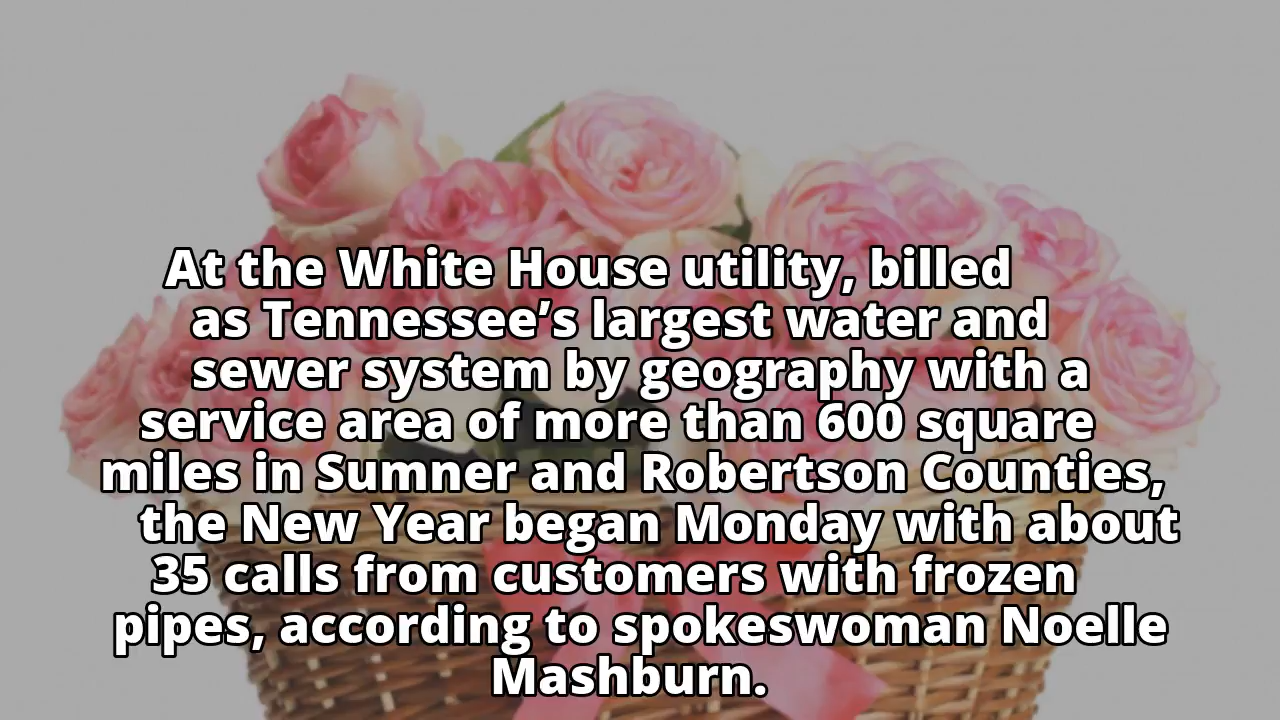 At the White House utility, billed
as Tennessee’s largest water and
sewer system by geography with a
service area of more than 600 square
miles in Sumner and Robertson Counties,
the New Year began Monday with about
35 calls from customers with frozen
pipes, according to spokeswoman Noelle
Mashburn.